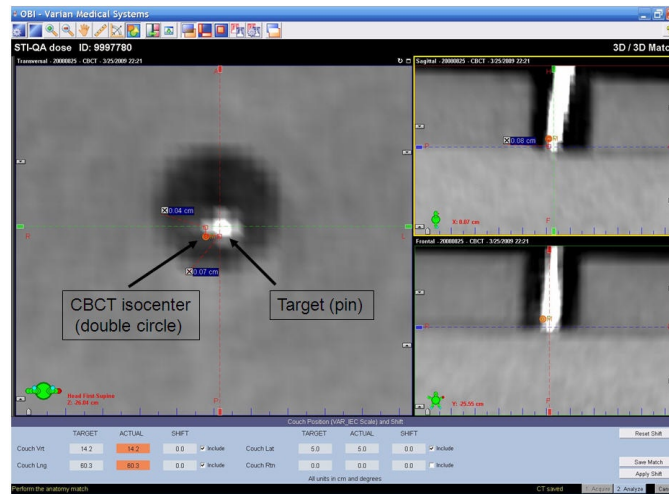 OBI - Varian Medical Systems
STI-QA dose ID: 9997780
3D / 3D Matc
Transversal - 20000825 - CBCT - 3/25/2009 22:21
Sagittal - 20000825 - CBCT - 3/25/2009 22:21
0.04 cm
0.07 cm
0.08 cm
CBCT isocenter
(double circle)
Target (pin)
Head First Supine
Z: -26.84 cm
X: 0.07 cm
Frontal - 20000825 - CBCT - 3/25/2009 22:21
Y: -25.55 cm
Couch Position (VAR_IEC Scale) and Shift
TARGET ACTUAL SHIFT TARGET ACTUAL SHIFT
Couch Vrt 14.2 14.2 0.0 Include Couch Lat 5.0 5.0 0.0 Include
Couch Lng 60.3 60.3 0.0 Include Couch Rtn 0.0 0.0 0.0 Include
All units in cm and degrees
Reset Shift
Save Match
Apply Shift
Perform the anatomy match
CT saved
1. Acquire
2. Analyze